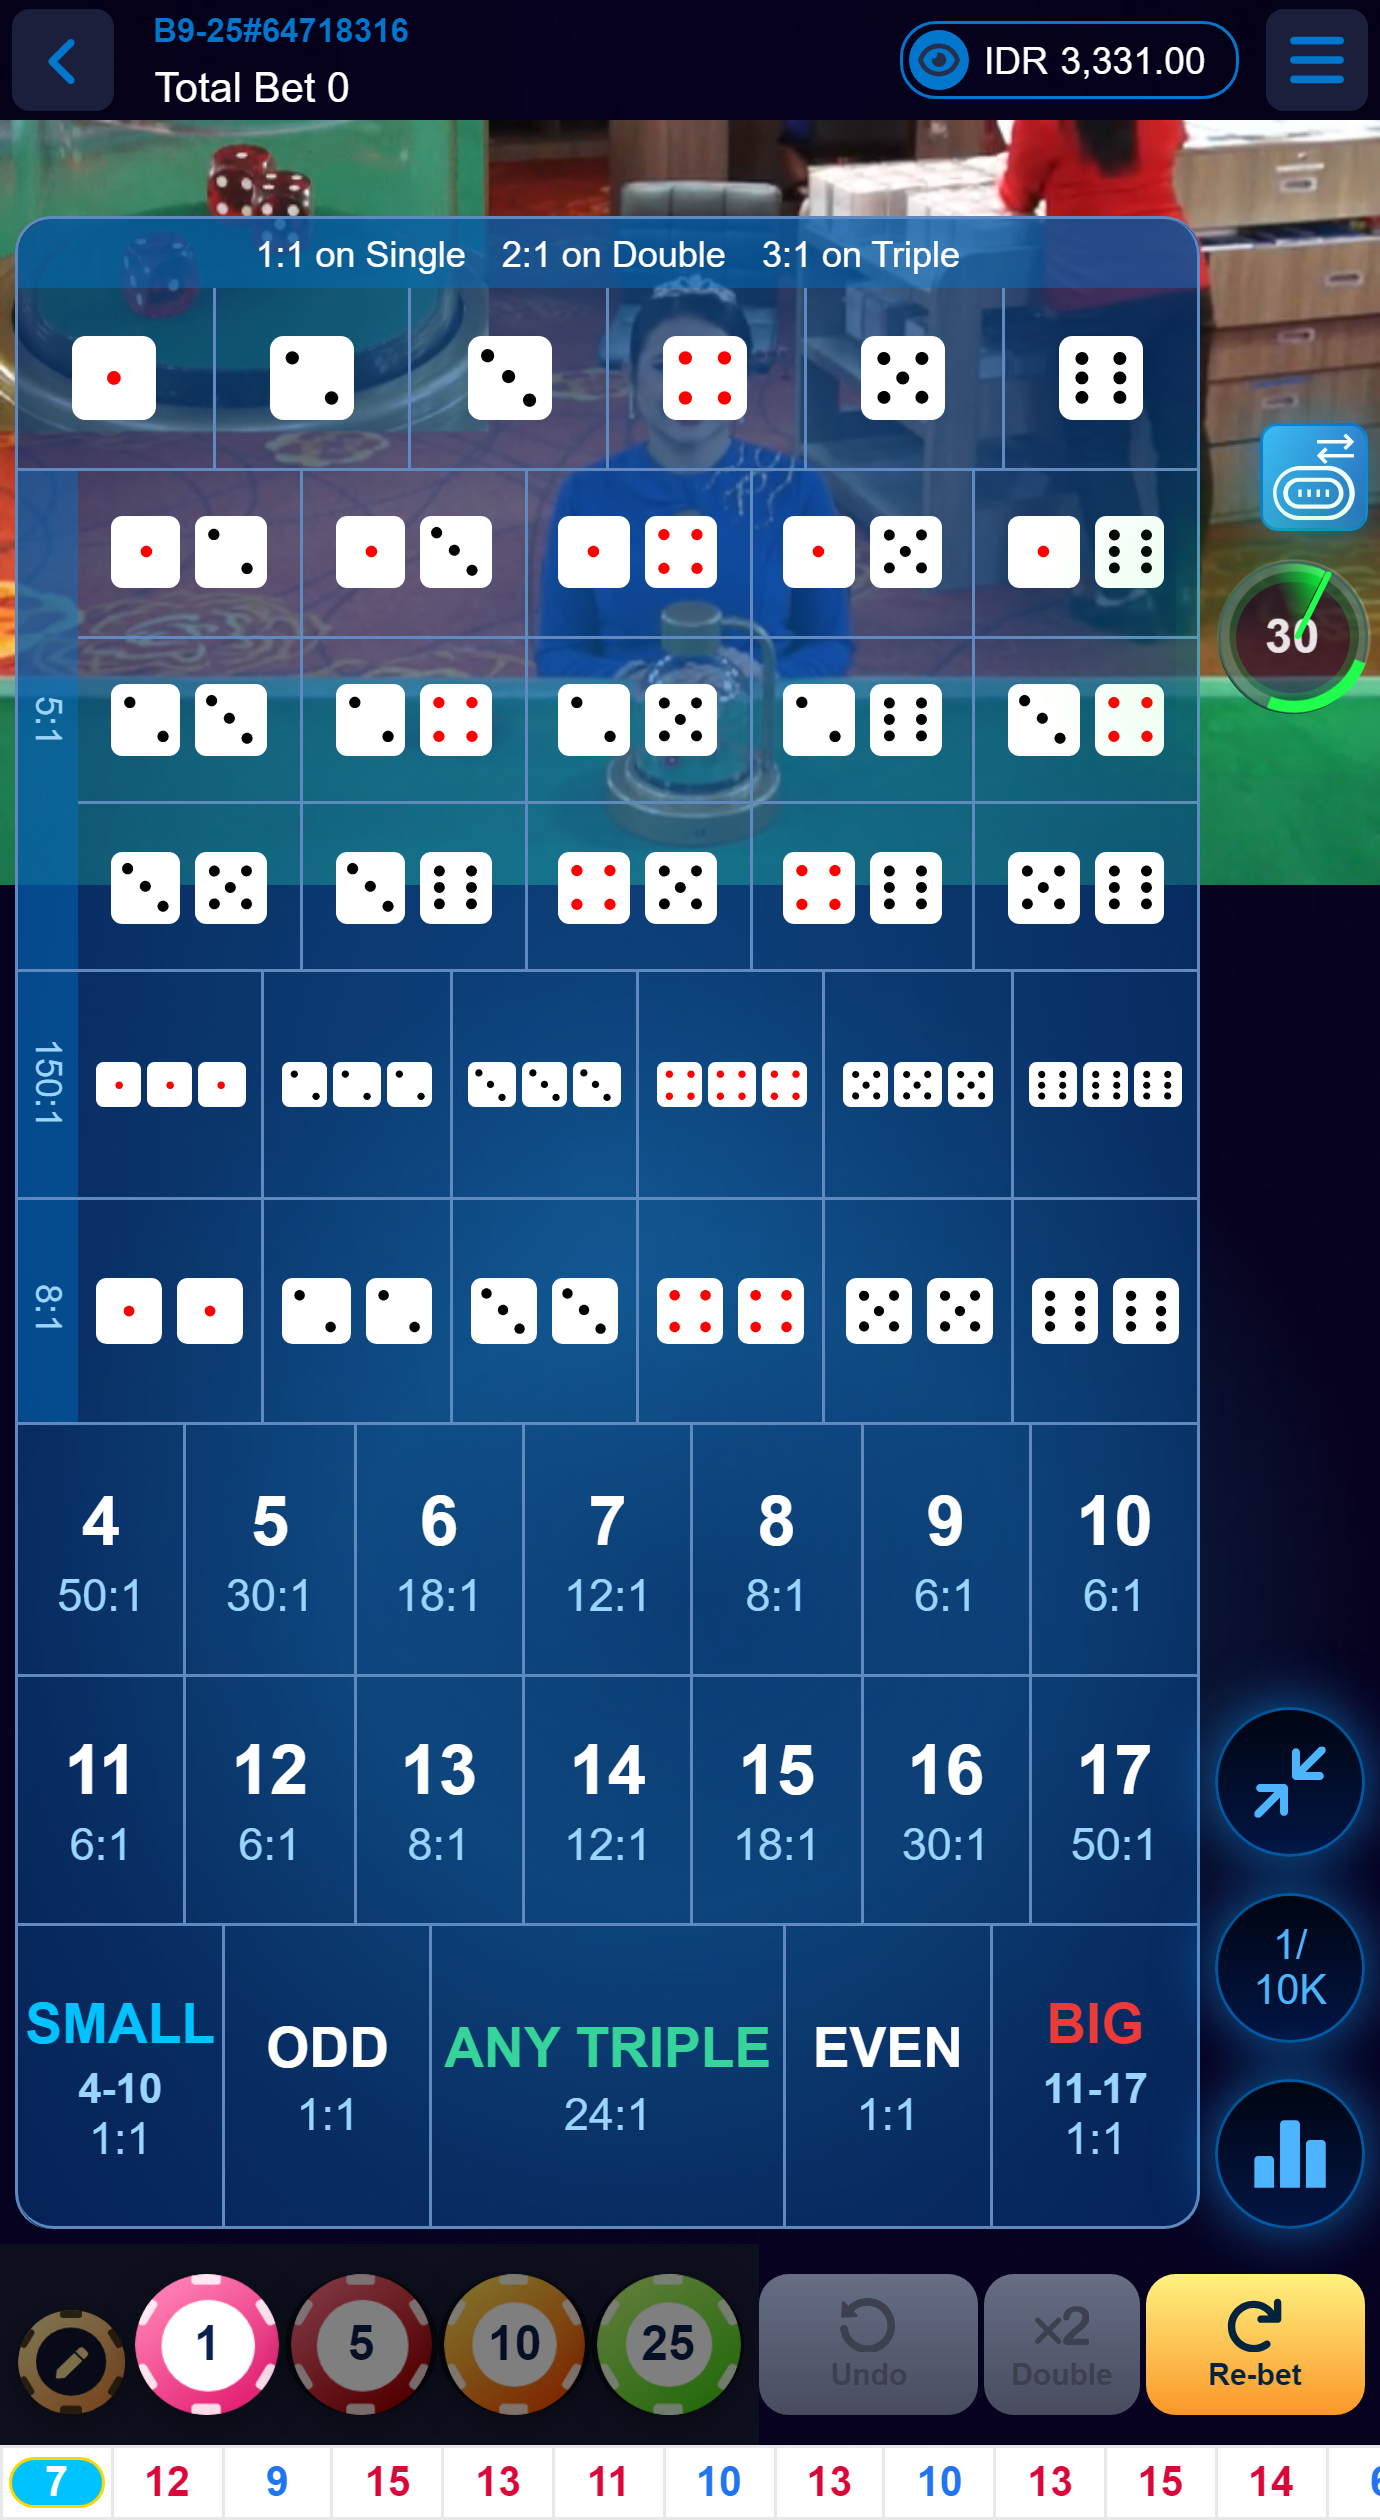 B9-25#64718316
Total Bet 0
IDR 3,331.00
1:1 on Single 2:1 on Double 3:1 on Triple
30
5:1
150:1
8:1
4 5 6 7 8 9 10
50:1 30:1 18:1 12:1 8:1 6:1 6:1
11 12 13 14 15 16 17
6:1 6:1 8:1 12:1 18:1 30:1 50:1
1/
10K
SMALL
4-10
1:1
ODD
1:1
ANY TRIPLE
24:1
EVEN
1:1
BIG
11-17
1:1
1 5 10 25
Undo
x2
Double
Re-bet
7 12 9 15 13 11 10 13 10 13 15 14